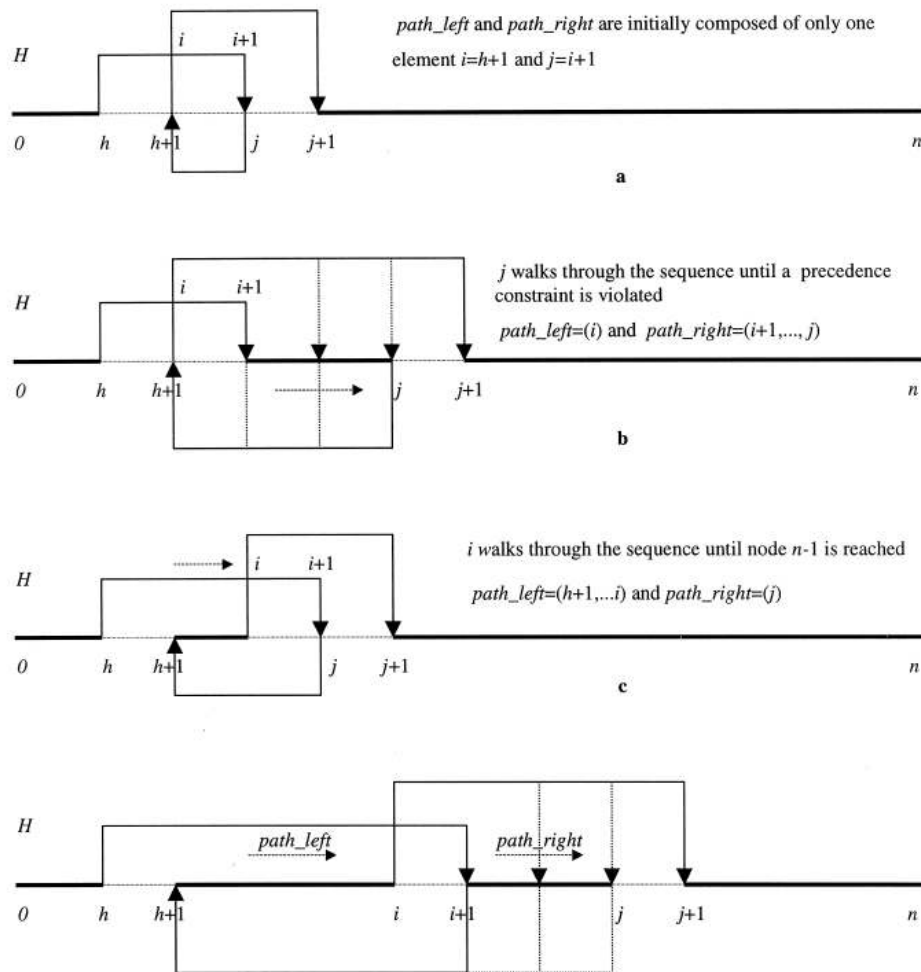 path_left and path_right are initially composed of only one
i i+1
H
element i=h+1 and j=i+1
0 h h+1 j j+1 n
a
j walks through the sequence until a precedence
constraint is violated
i i+1
H
path_left=(i) and path_right=(i+1,..., j)
0 h h+1 j j+1 n
b
i walks through the sequence until node n-1 is reached
i i+1
H
path_left=(h+1,...i) and path_right=(j)
0 h h+1 j j+1 n
c
H
path_left path_right
0 h h+1 i i+1 j j+1 n